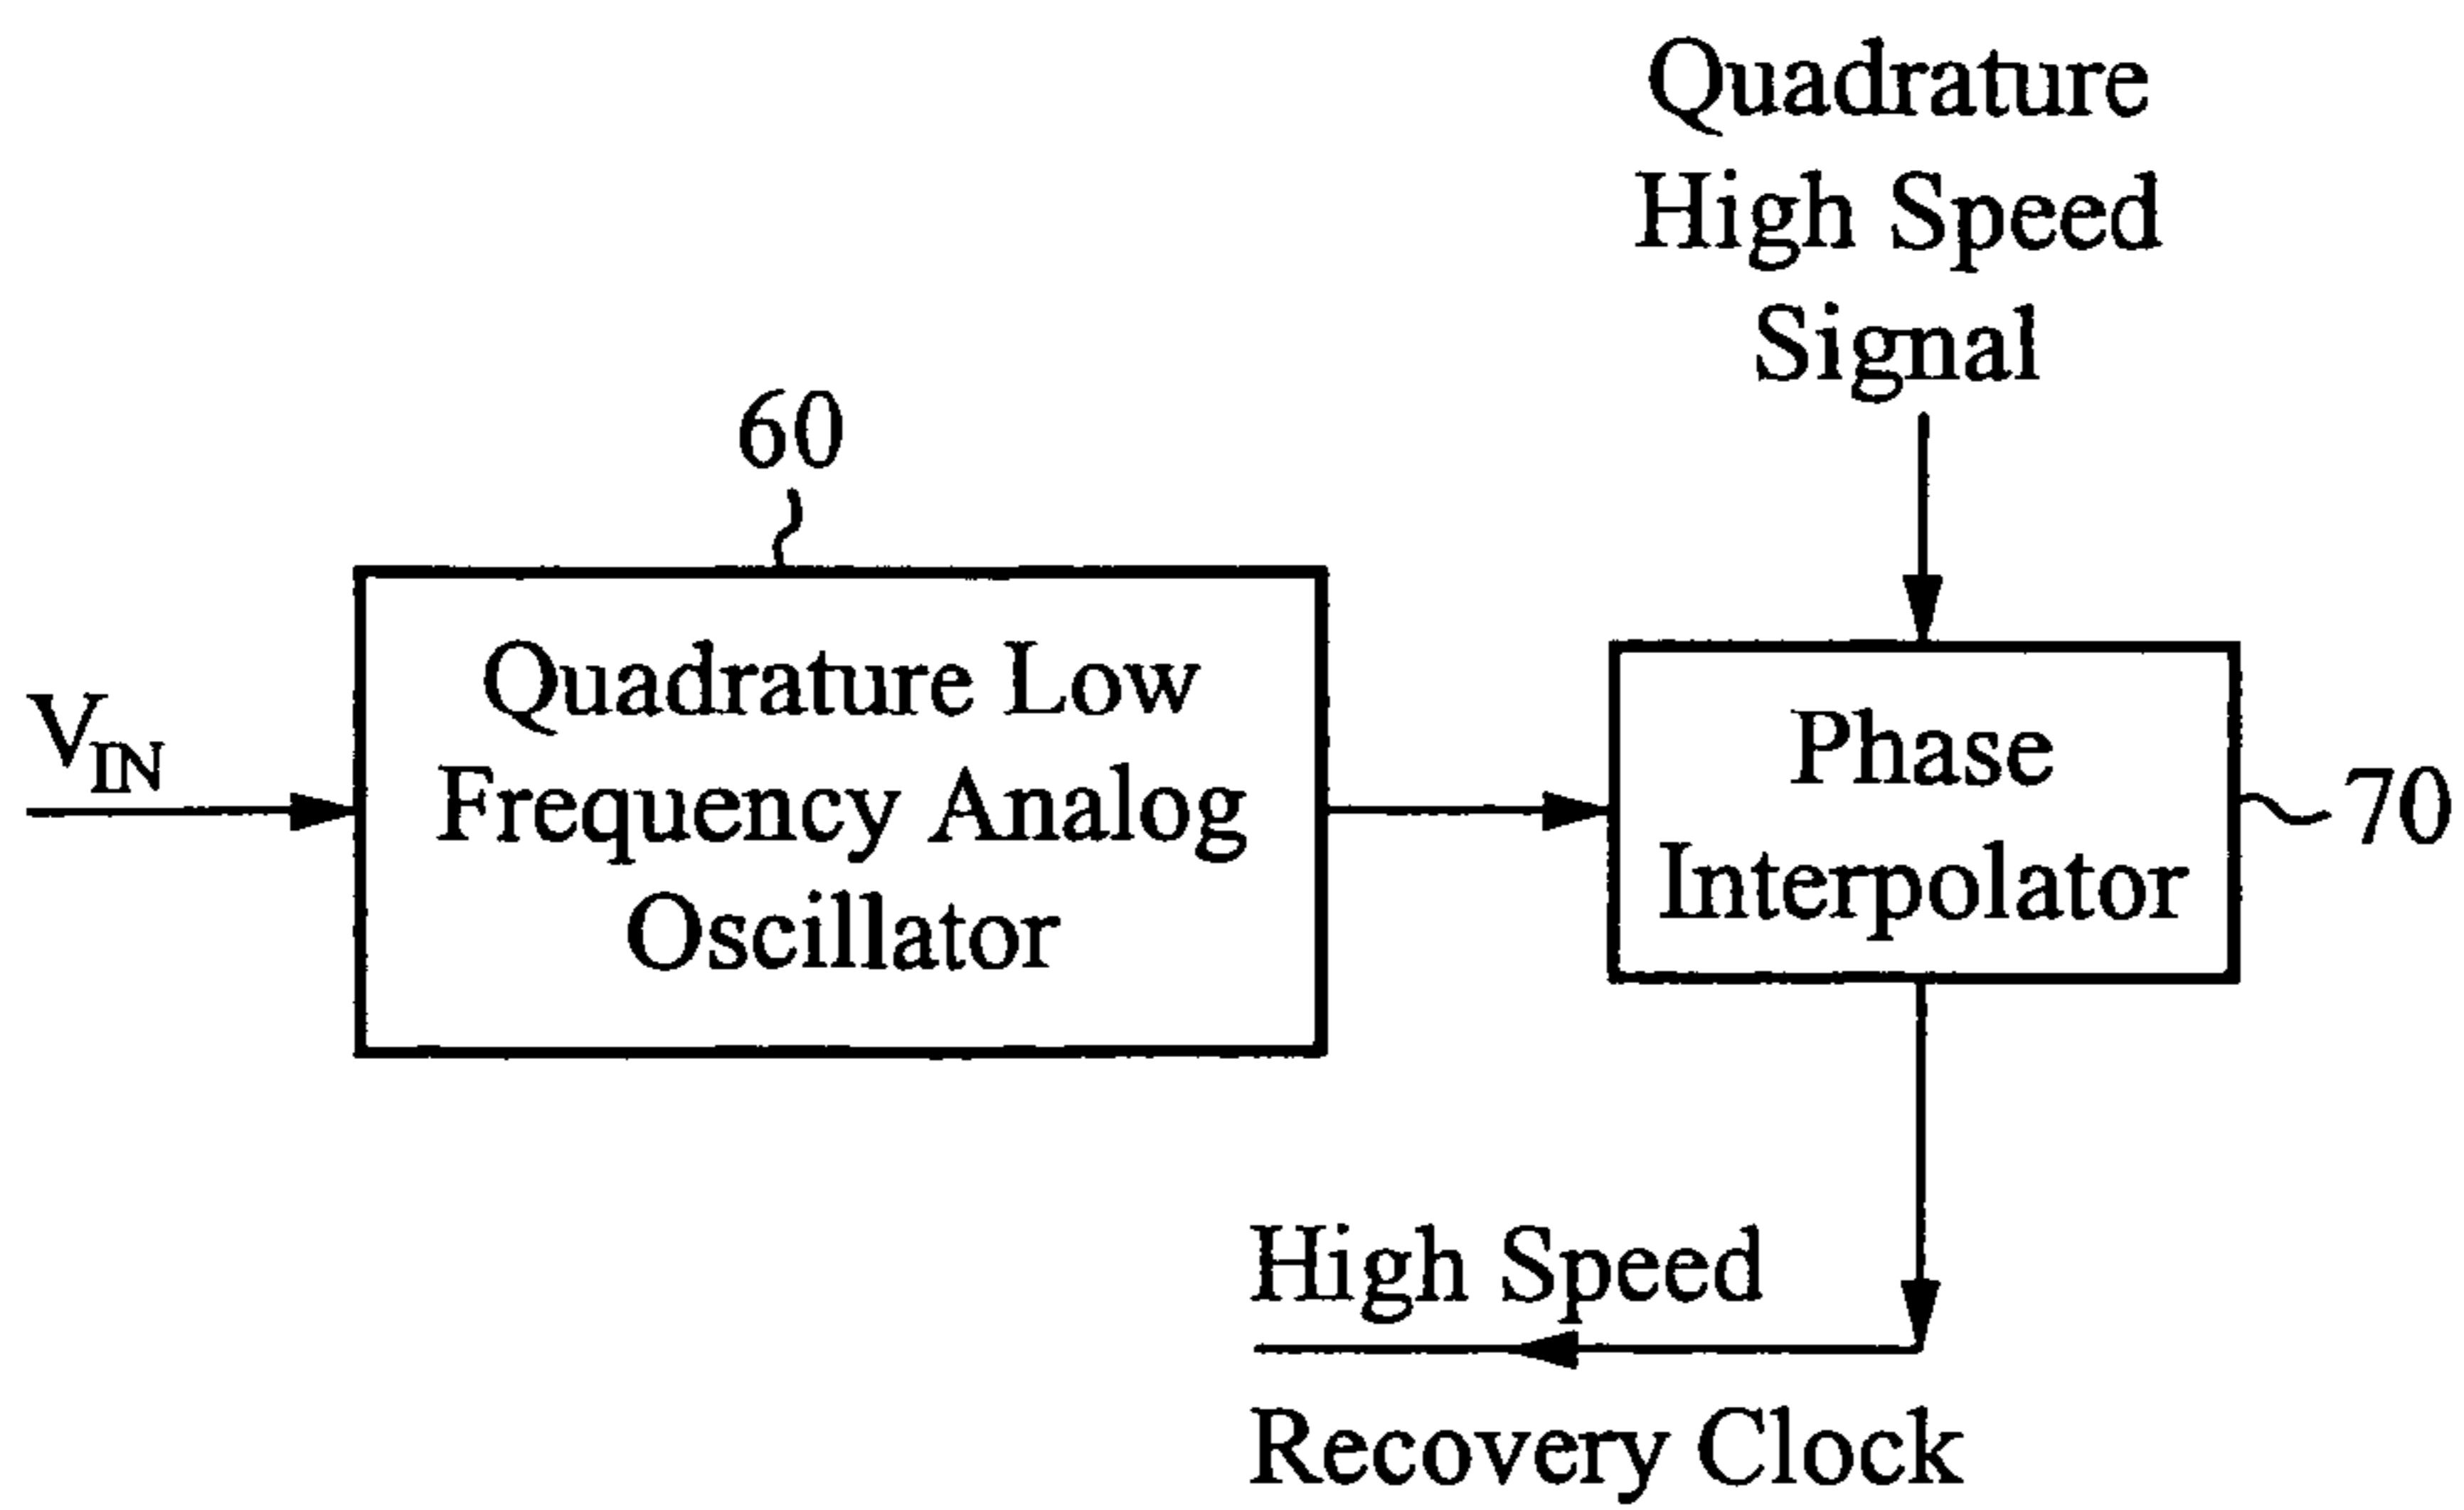 Quadrature
High Speed
Signal
60
Quadrature Low
Frequency Analog
Oscillator
VIN
Phase
Interpolator
70
High Speed
Recovery Clock